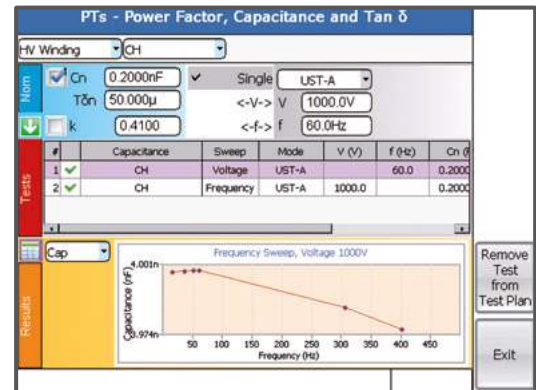 PTs - Power Factor, Capacitance and Tan δ
HV Winding CH
Nom
Cn 0.2000nF
Tδn 50.000µ
k 0.4100
Single UST-A
<-V-> V 1000.0V
<-f-> f 60.0Hz
Tests
# Capacitance Sweep Mode V (V) f (Hz) Cn
1 CH Voltage UST-A 60.0 0.2000
2 CH Frequency UST-A 1000.0 0.2000
Results
Cap
Frequency Sweep, Voltage 1000V
Capacitance (nF)
4.001n
3.974n
50 100 150 200 250 300 350 400 450
Frequency (Hz)
Remove
Test
from
Test Plan
Exit